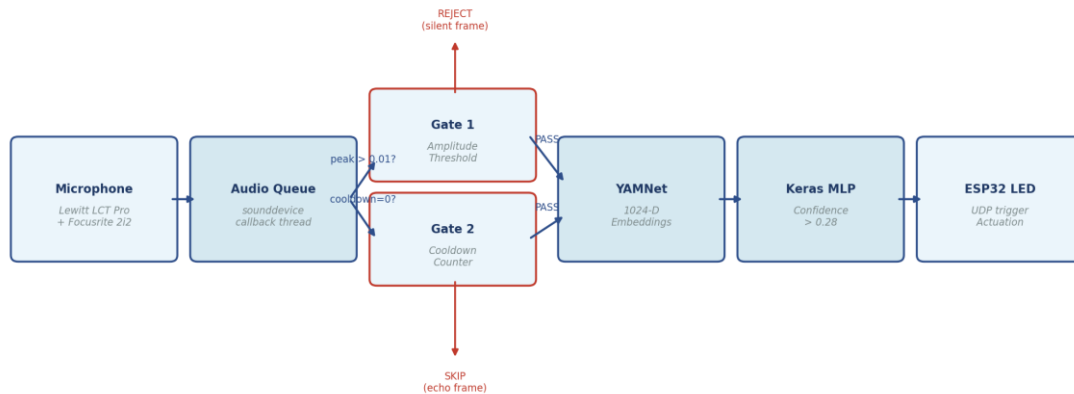 REJECT
(silent frame)
Gate 1
Amplitude
Threshold
PASS
peak > 0.01?
Microphone
Lewitt LCT Pro
+ Focusrite 2i2
Audio Queue
sounddevice
callback thread
cooldown=0?
Gate 2
Cooldown
Counter
PASS
YAMNet
1024-D
Embeddings
Keras MLP
Confidence
> 0.28
ESP32 LED
UDP trigger
Actuation
SKIP
(echo frame)